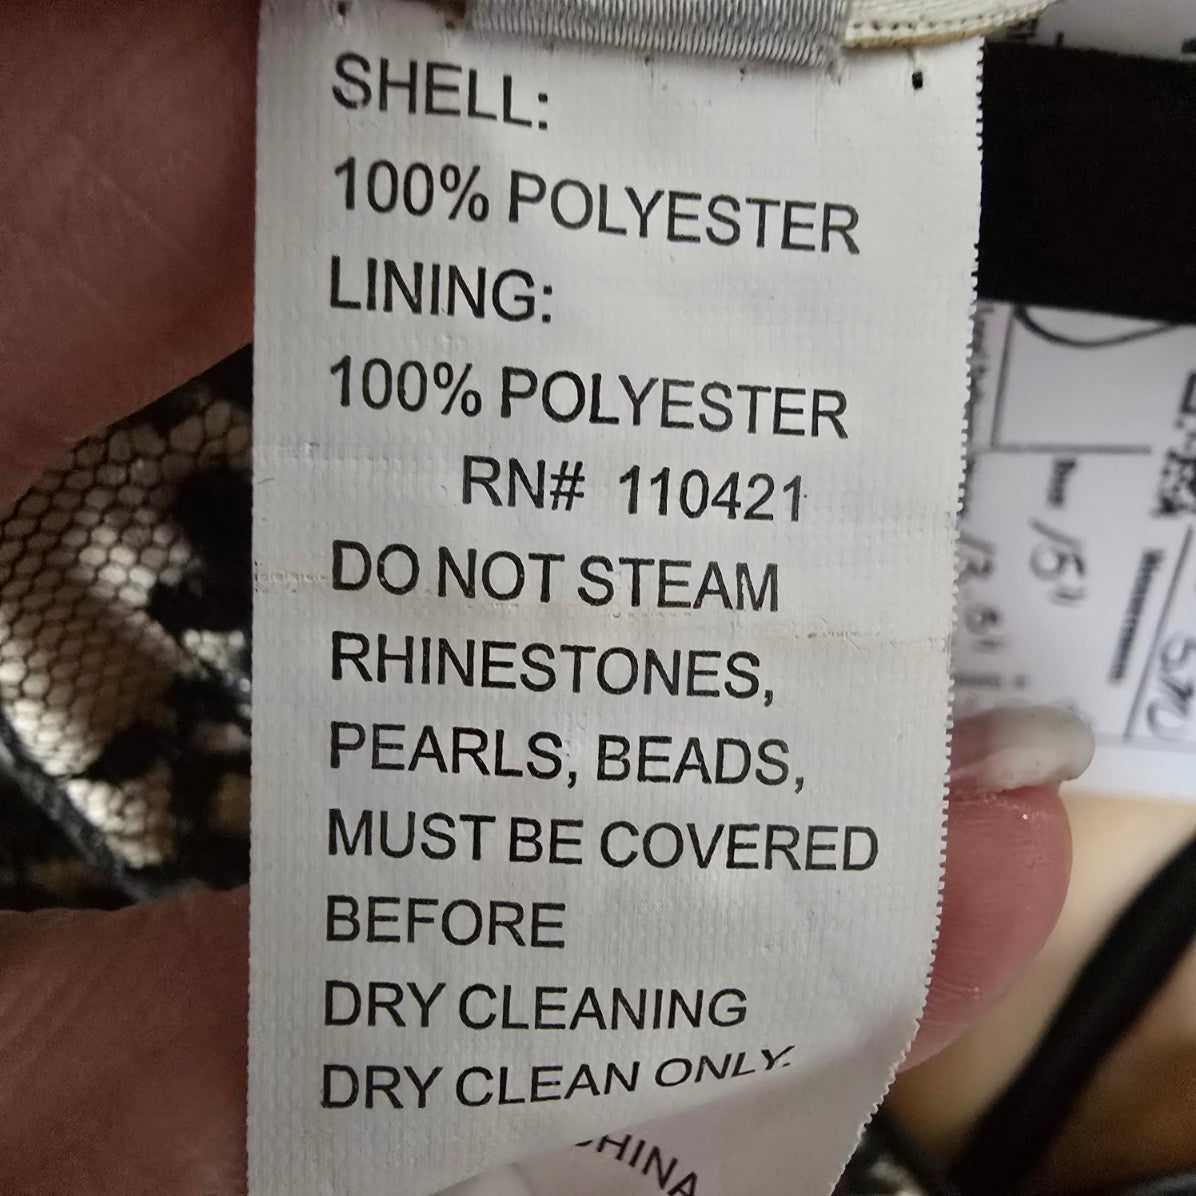 SHELL:
100% POLYESTER
LINING:
100% POLYESTER
RN# 110421
DO NOT STEAM
RHINESTONES,
PEARLS, BEADS,
MUST BE COVERED
BEFORE
DRY CLEANING
DRY CLEAN ONLY.
CHINA